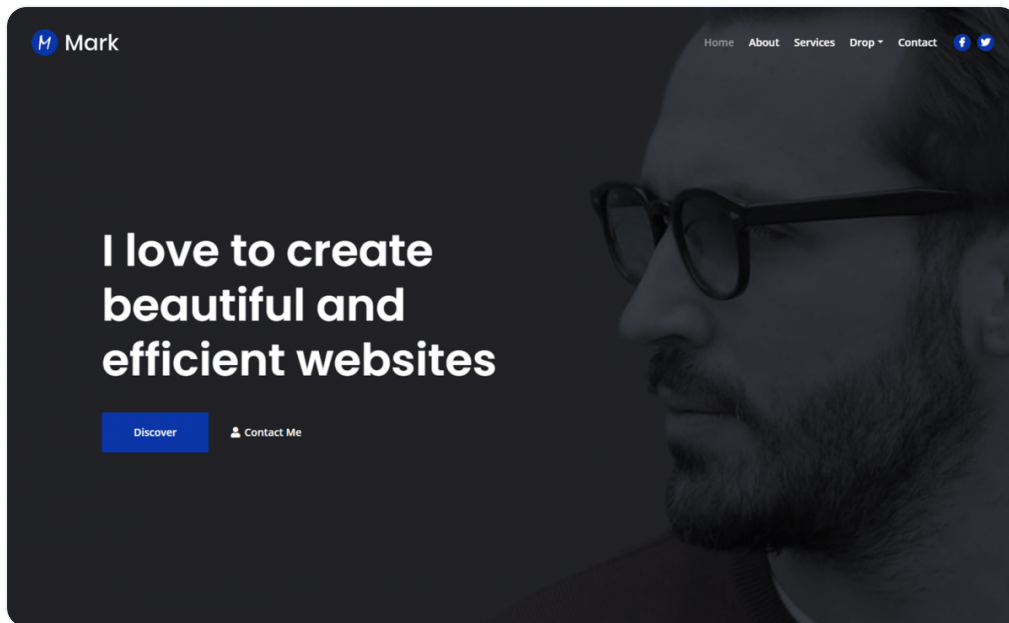 M Mark
Home About Services Drop Contact
I love to create
beautiful and
efficient websites
Discover Contact Me